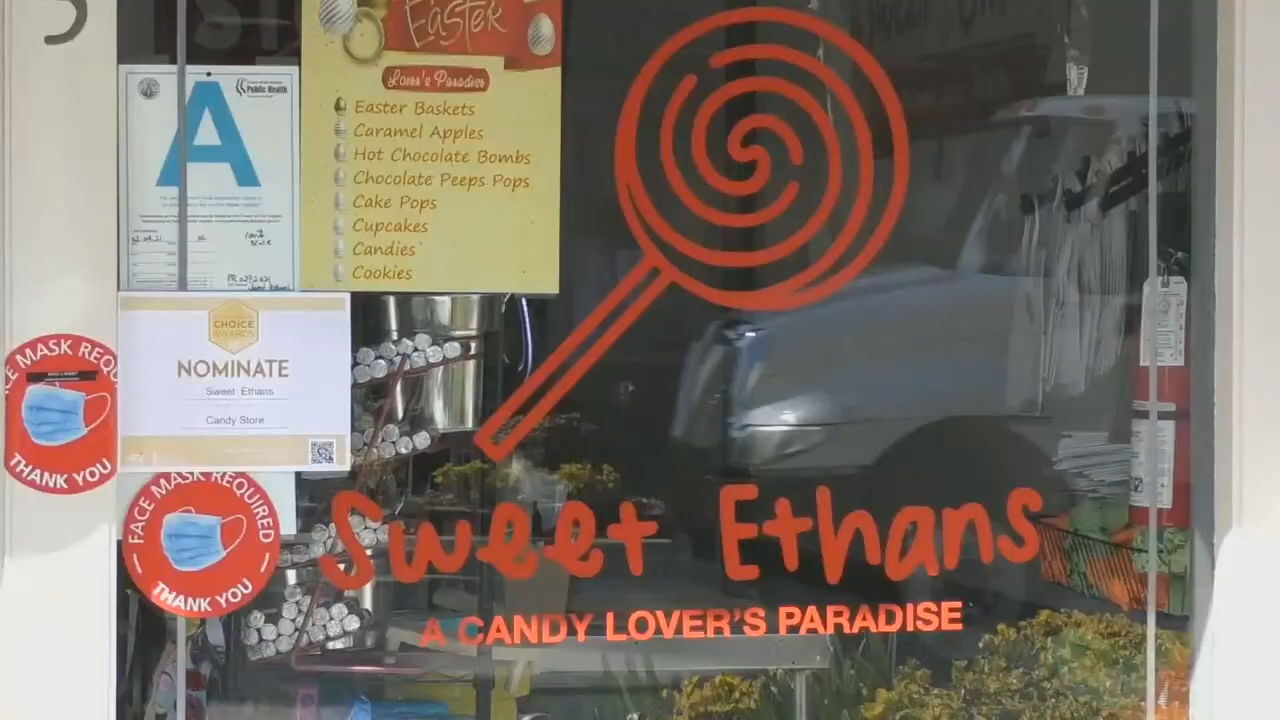 Easter
Lover's Paradise
Easter Baskets
Caramel Apples
Hot Chocolate Bombs
Chocolate Peeps Pops
Cake Pops
Cupcakes
Candies
Cookies
Public Health
A
CHOICE
AWARDS
NOMINATE
Sweet Ethans
Candy Store
CE MASK REQU
THANK YOU
FACE MASK REQUIRED
THANK YOU
Sweet Ethans
A CANDY LOVER'S PARADISE